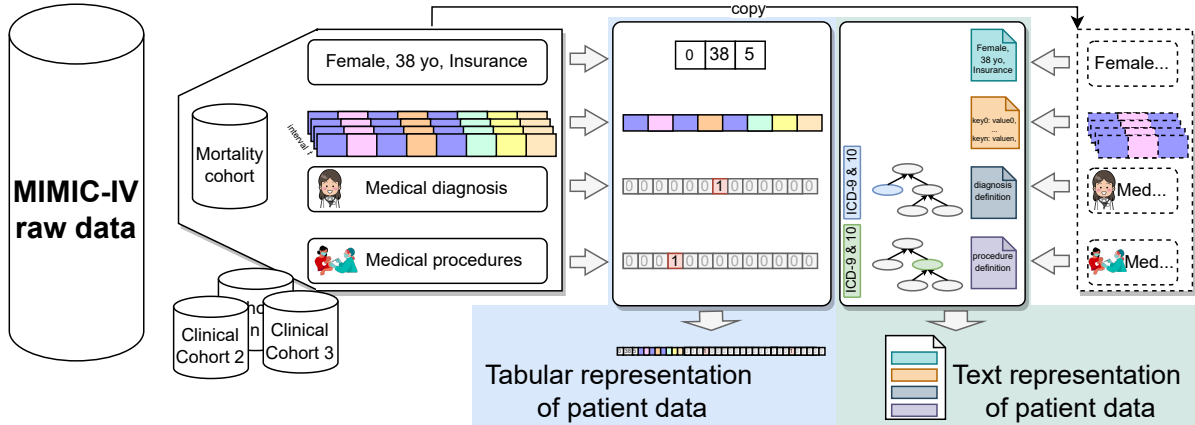 copy
MIMIC-IV
raw data
Mortality
cohort
Female, 38 yo, Insurance
interval t
Medical diagnosis
Medical procedures
Clinical
Cohort 2
Clinical
Cohort 3
0 38 5
0 0 0 0 0 0 1 0 0 0 0 0 0
0 0 0 1 0 0 0 0 0 0 0 0 0
Female,
38 yo,
Insurance
key0: value0,
...
keyn: valuen,
ICD-9 & 10
diagnosis
definition
ICD-9 & 10
procedure
definition
Female...
Med...
Med...
Tabular representation
of patient data
Text representation
of patient data